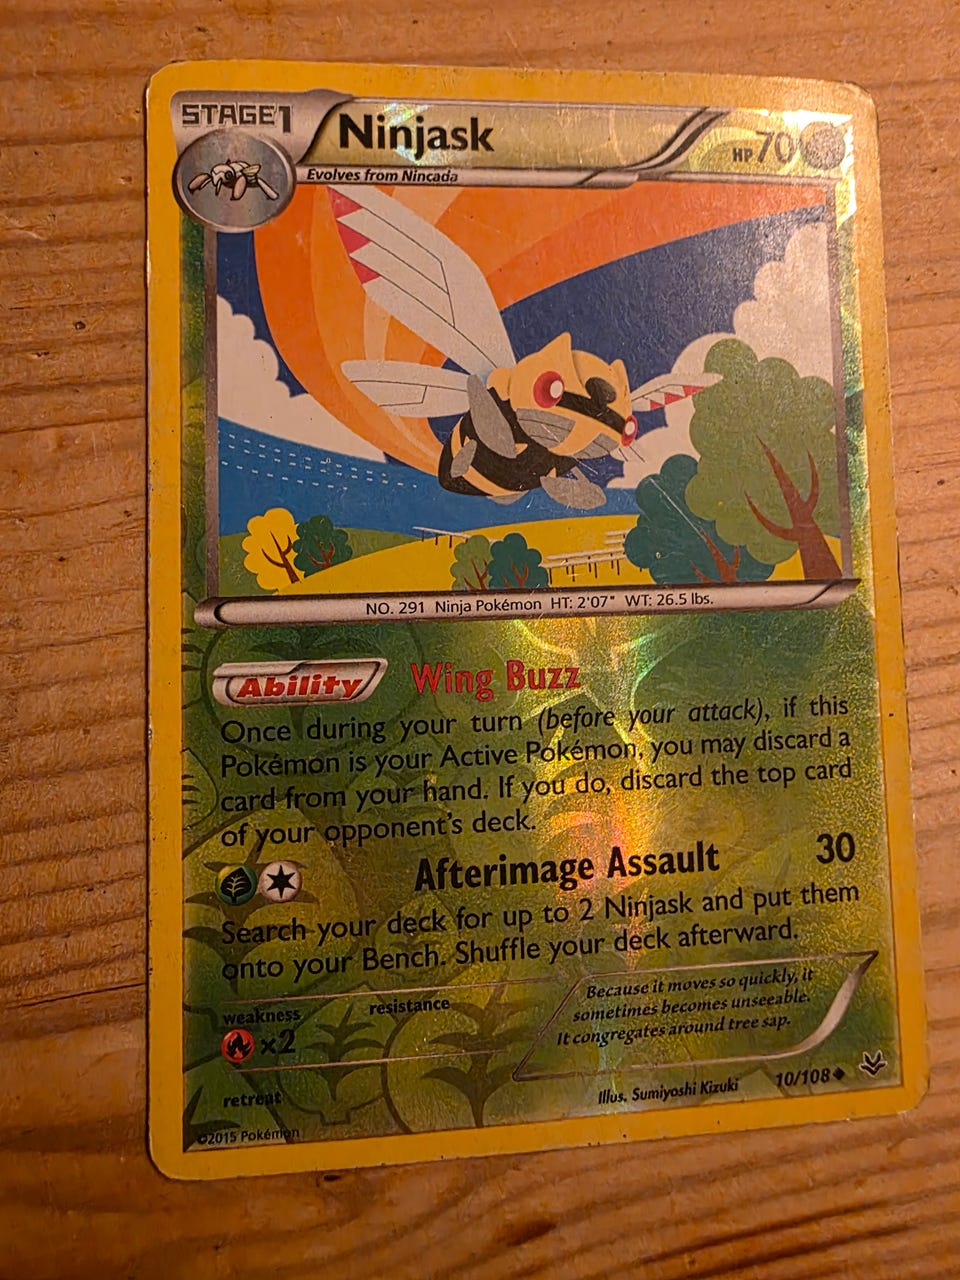 STAGE1
Ninjask
HP 70
Evolves from Nincada
NO. 291 Ninja Pokémon HT: 2'07" WT: 26.5 lbs.
Ability Wing Buzz
Once during your turn (before your attack), if this
Pokémon is your Active Pokémon, you may discard a
card from your hand. If you do, discard the top card
of your opponent's deck.
Afterimage Assault 30
Search your deck for up to 2 Ninjask and put them
onto your Bench. Shuffle your deck afterward.
weakness resistance
×2
Because it moves so quickly, it
sometimes becomes unseeable.
It congregates around tree sap.
retreat
Illus. Sumiyoshi Kizuki 10/108
©2015 Pokémon